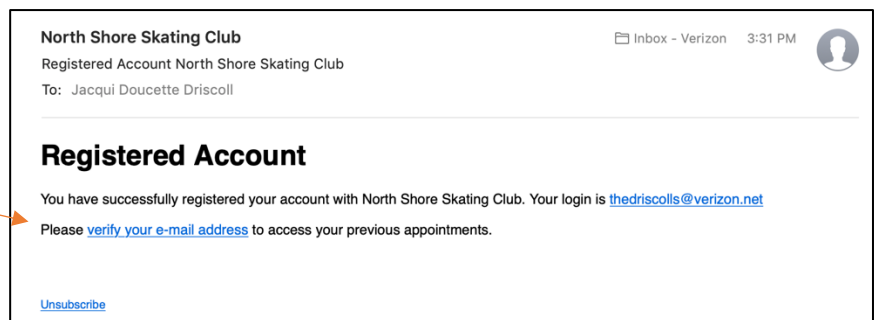 North Shore Skating Club
Inbox - Verizon 3:31 PM
Registered Account North Shore Skating Club
To: Jacqui Doucette Driscoll
Registered Account
You have successfully registered your account with North Shore Skating Club. Your login is thedriscolls@verizon.net
Please verify your e-mail address to access your previous appointments.
Unsubscribe